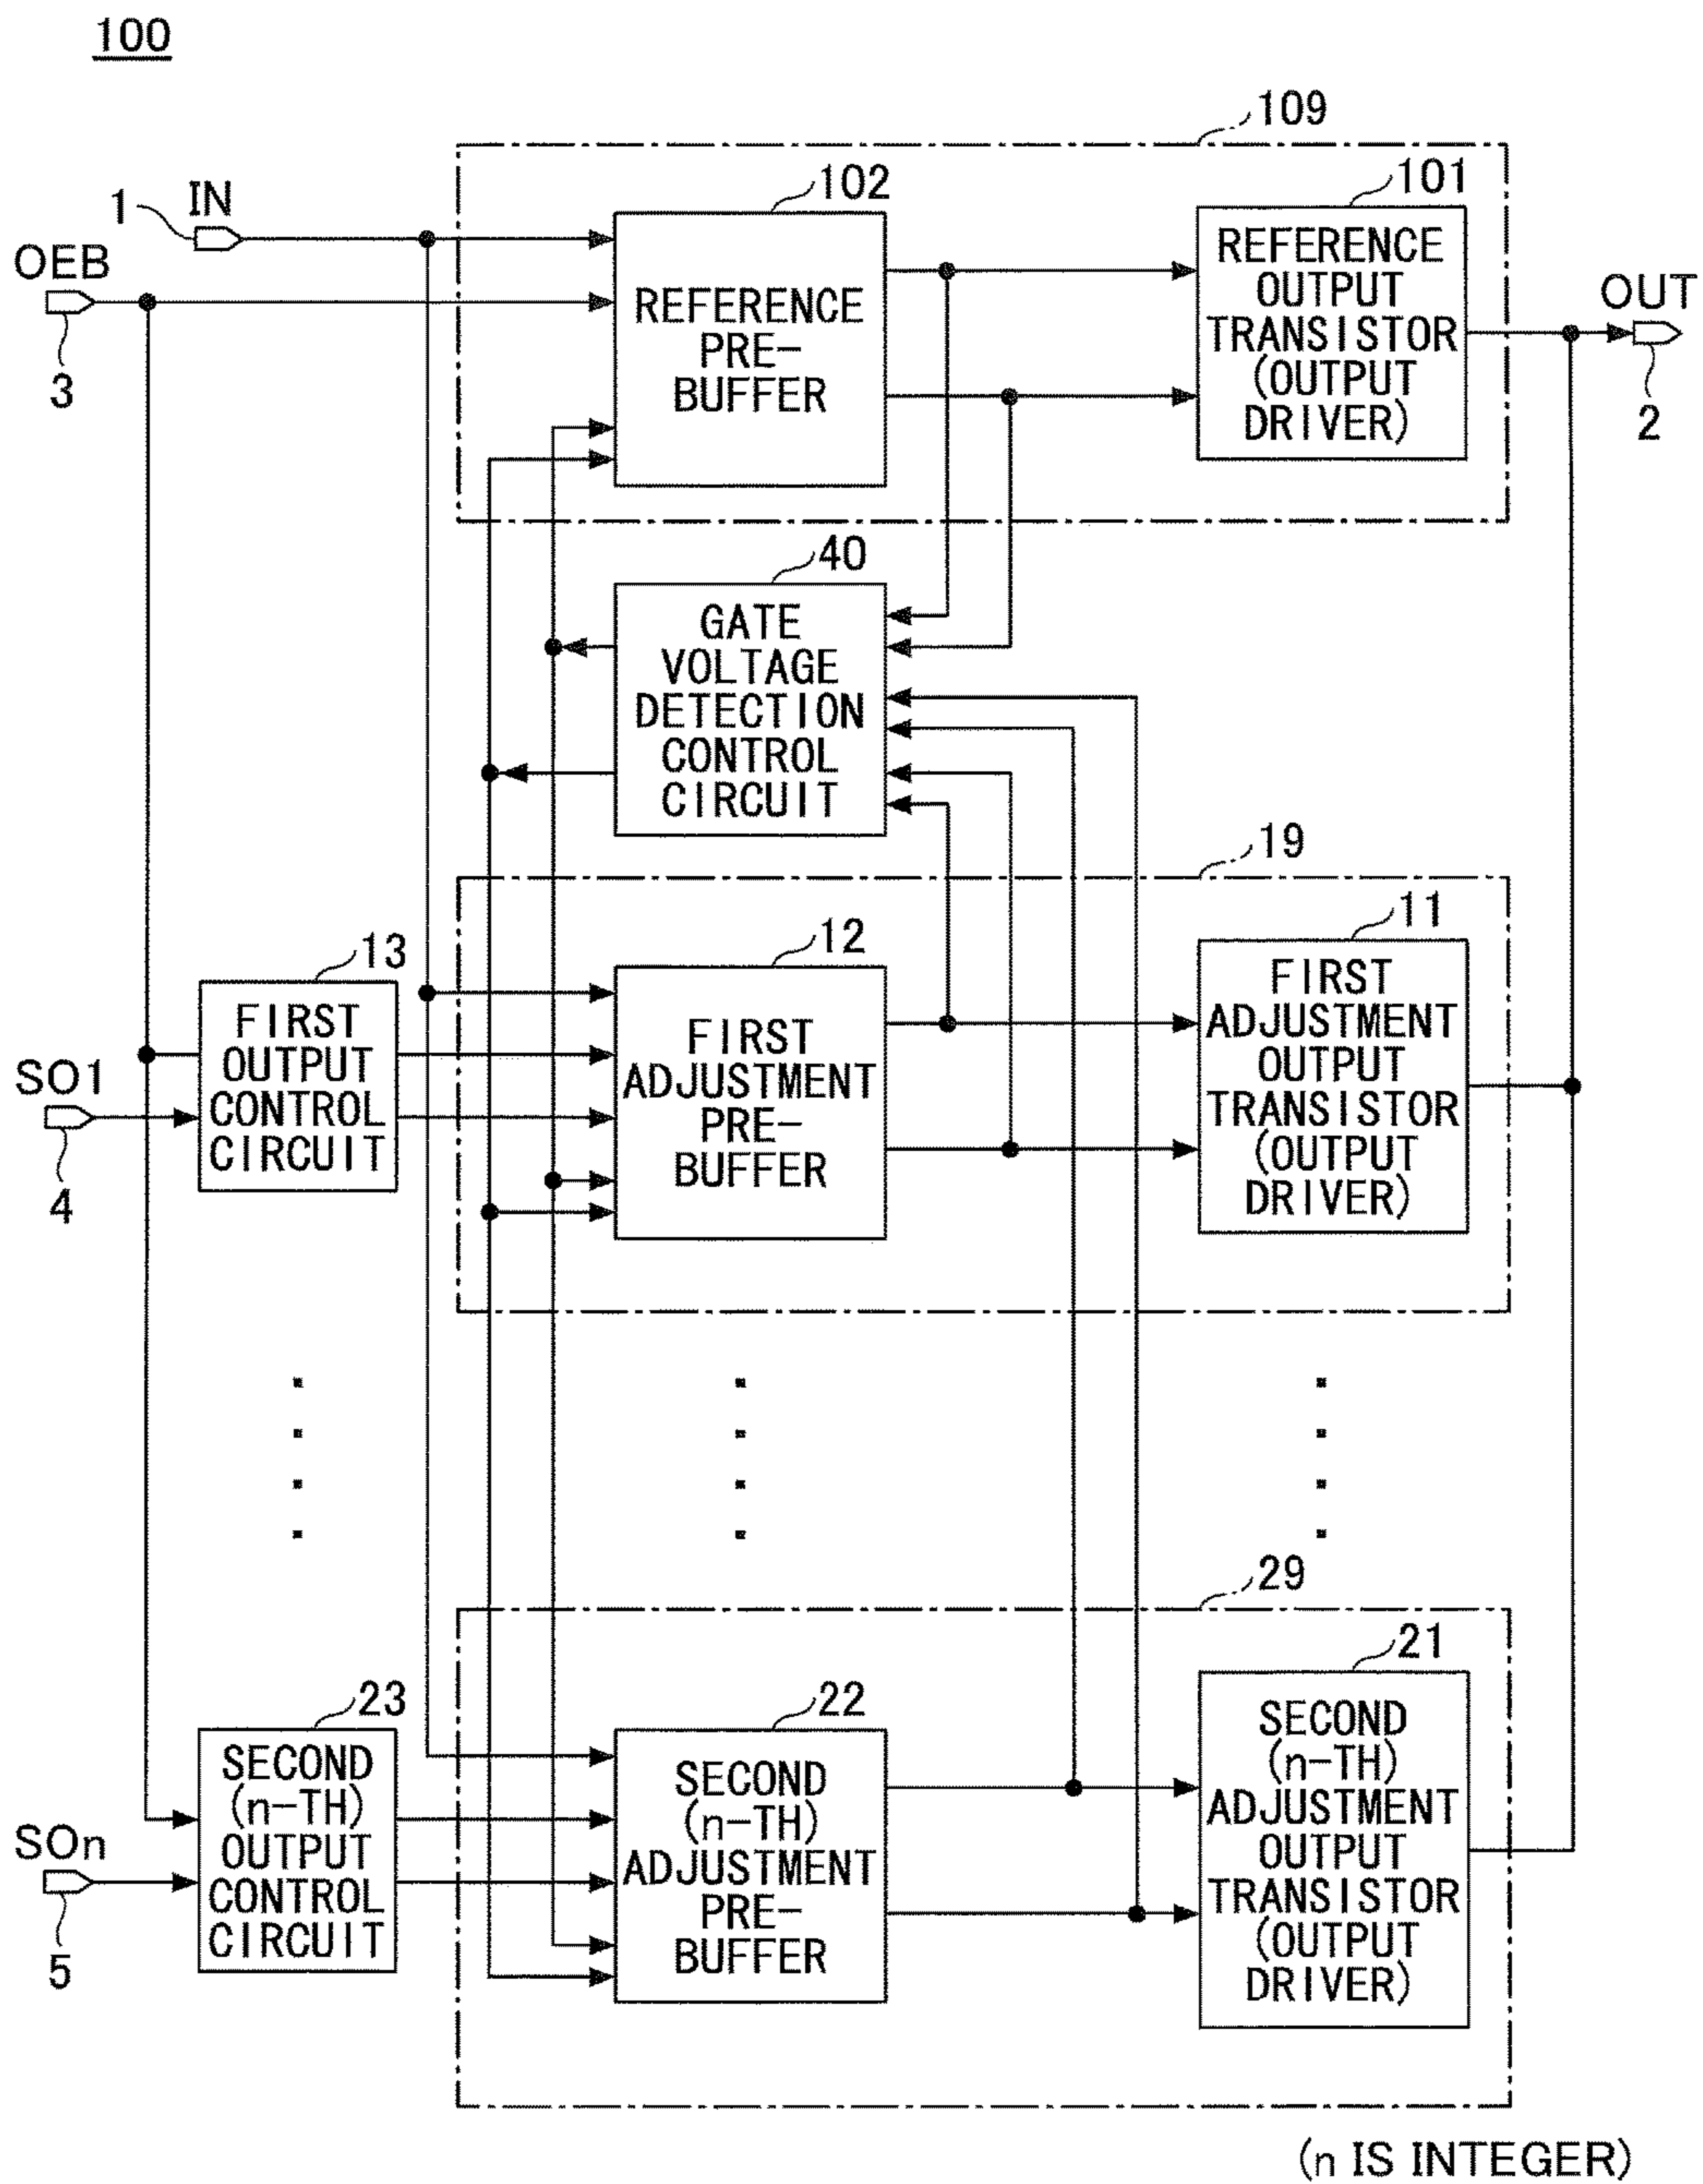 100
109
1
IN
102
101
OEB
3
REFERENCE
PRE-
BUFFER
REFERENCE
OUTPUT
TRANSISTOR
(OUTPUT
DRIVER)
OUT
2
40
GATE
VOLTAGE
DETECTION
CONTROL
CIRCUIT
19
13
12
11
FIRST
OUTPUT
CONTROL
CIRCUIT
SO1
4
FIRST
ADJUSTMENT
PRE-
BUFFER
FIRST
ADJUSTMENT
OUTPUT
TRANSISTOR
(OUTPUT
DRIVER)
29
23
22
21
SECOND
(n-TH)
OUTPUT
CONTROL
CIRCUIT
SOn
5
SECOND
(n-TH)
ADJUSTMENT
PRE-
BUFFER
SECOND
(n-TH)
ADJUSTMENT
OUTPUT
TRANSISTOR
(OUTPUT
DRIVER)
(n IS INTEGER)